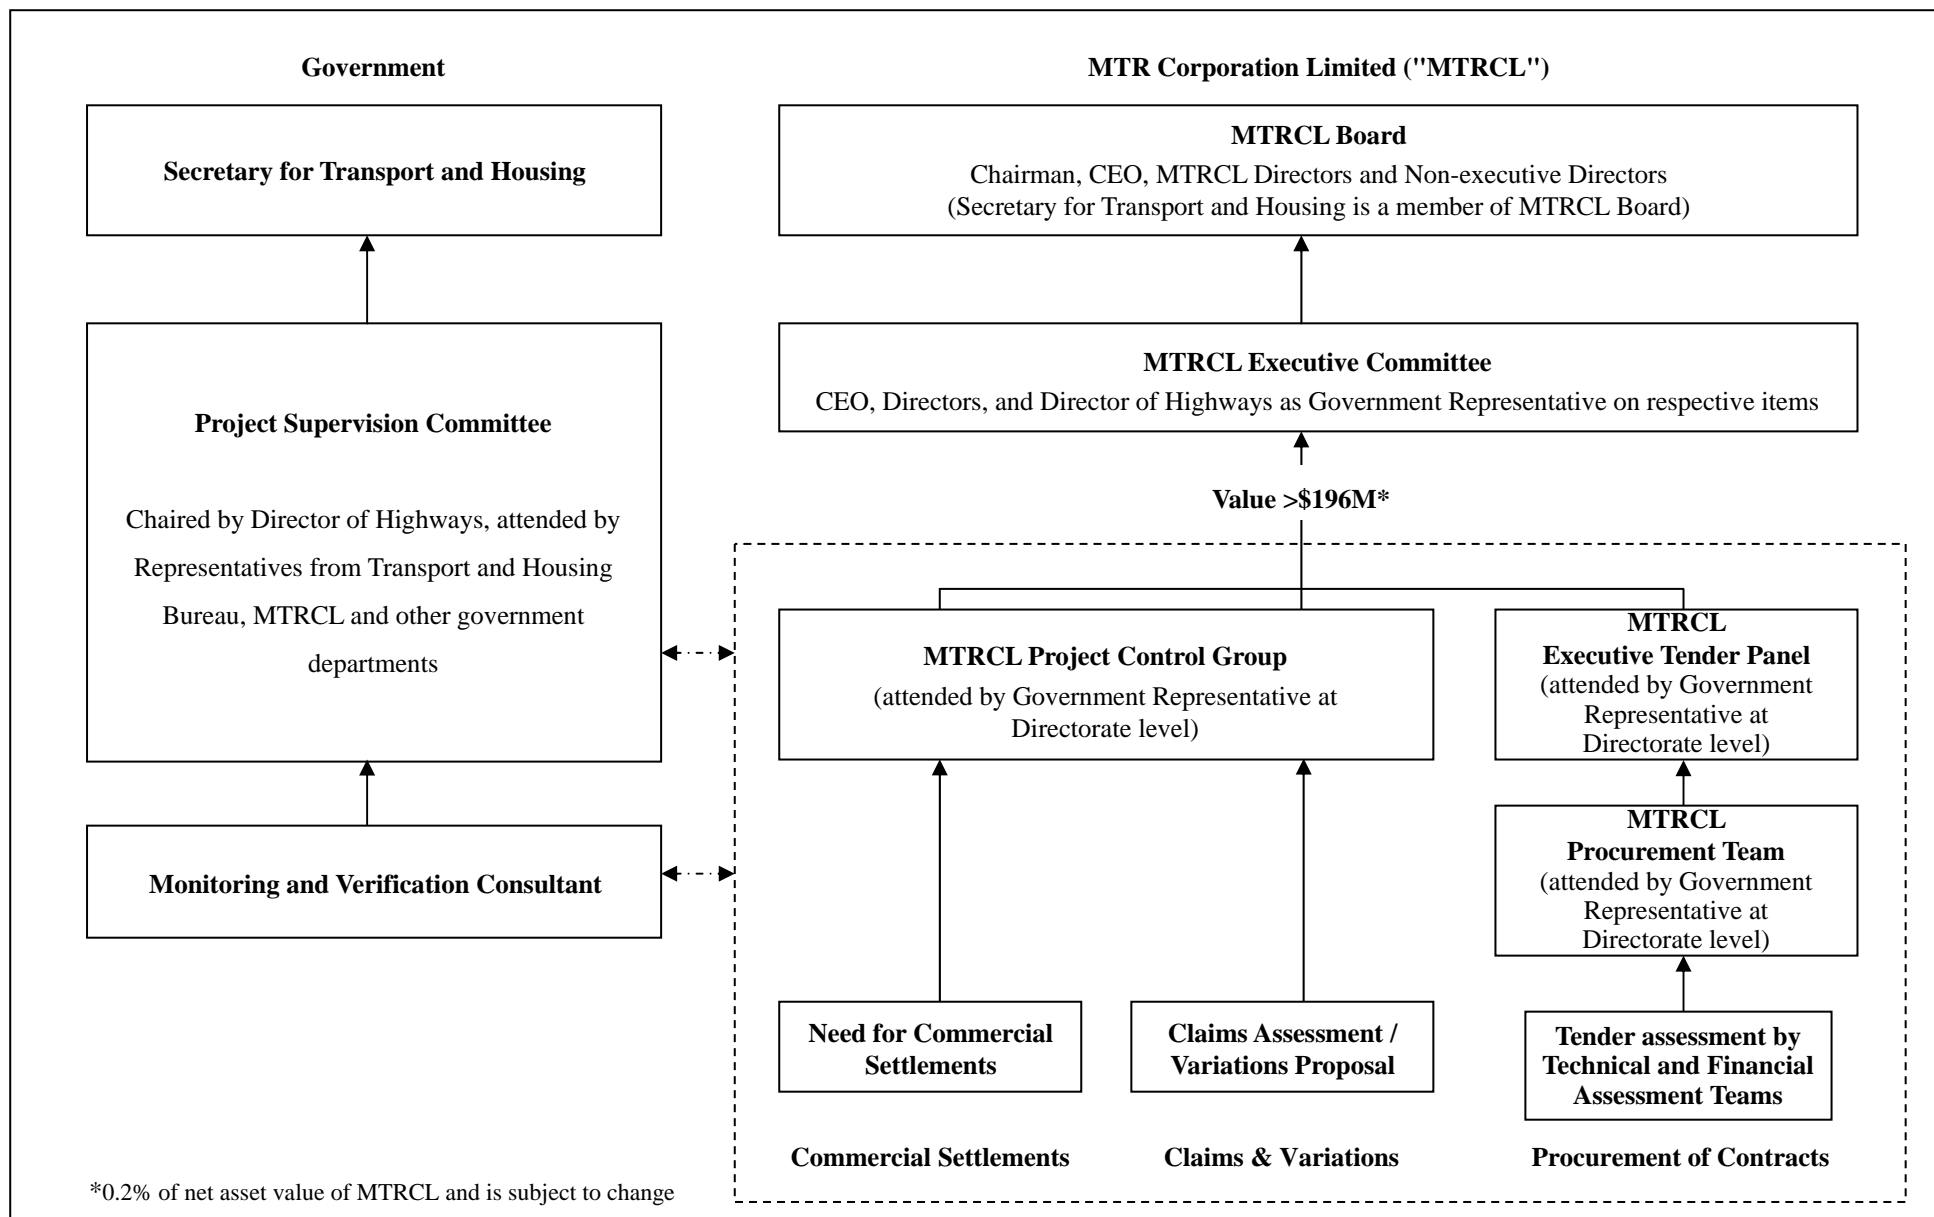 Government
Secretary for Transport and Housing
Project Supervision Committee
Chaired by Director of Highways, attended by
Representatives from Transport and Housing
Bureau, MTRCL and other government
departments
Monitoring and Verification Consultant
MTR Corporation Limited ("MTRCL")
MTRCL Board
Chairman, CEO, MTRCL Directors and Non-executive Directors
(Secretary for Transport and Housing is a member of MTRCL Board)
MTRCL Executive Committee
CEO, Directors, and Director of Highways as Government Representative on respective items
Value >$196M*
MTRCL Project Control Group
(attended by Government Representative at
Directorate level)
MTRCL
Executive Tender Panel
(attended by Government
Representative at
Directorate level)
MTRCL
Procurement Team
(attended by Government
Representative at
Directorate level)
Need for Commercial
Settlements
Claims Assessment /
Variations Proposal
Tender assessment by
Technical and Financial
Assessment Teams
Commercial Settlements
Claims & Variations
Procurement of Contracts
*0.2% of net asset value of MTRCL and is subject to change